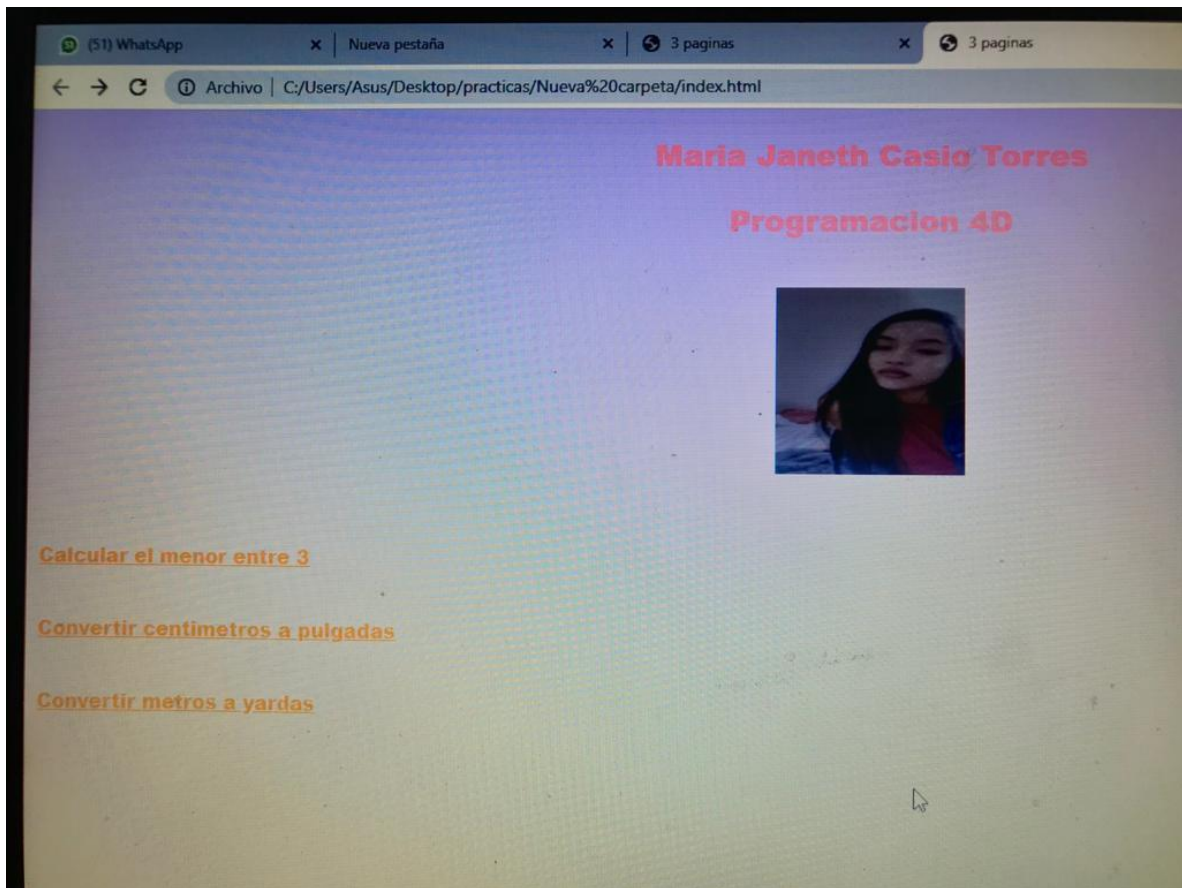 (51) WhatsApp
Nueva pestaña
3 paginas
3 paginas
Archivo | C:/Users/Asus/Desktop/practicas/Nueva%20carpeta/index.html
Maria Janeth Casio Torres
Programacion 4D
Calcular el menor entre 3
Convertir centimetros a pulgadas
Convertir metros a yardas